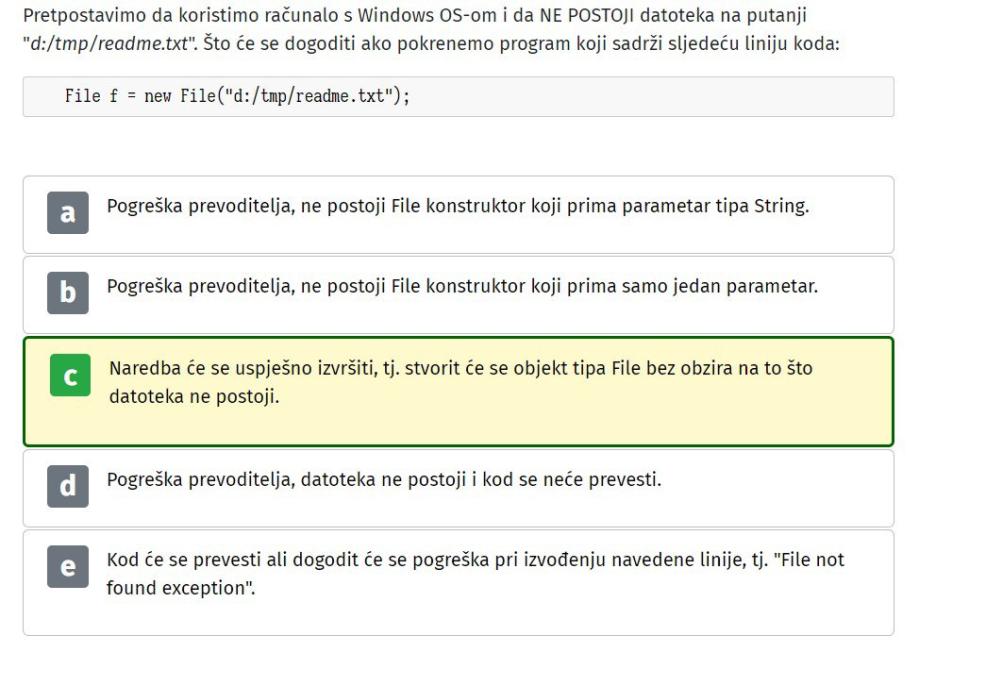 Pretpostavimo da koristimo računalo s Windows OS-om i da NE POSTOJI datoteka na putanji
"d:/tmp/readme.txt". Što će se dogoditi ako pokrenemo program koji sadrži sljedeću liniju koda:
File f = new File("d:/tmp/readme.txt");
a Pogreška prevoditelja, ne postoji File konstruktor koji prima parametar tipa String.
b Pogreška prevoditelja, ne postoji File konstruktor koji prima samo jedan parametar.
c Naredba će se uspješno izvršiti, tj. stvorit će se objekt tipa File bez obzira na to što
datoteka ne postoji.
d Pogreška prevoditelja, datoteka ne postoji i kod se neće prevesti.
e Kod će se prevesti ali dogodit će se pogreška pri izvođenju navedene linije, tj. "File not
found exception".